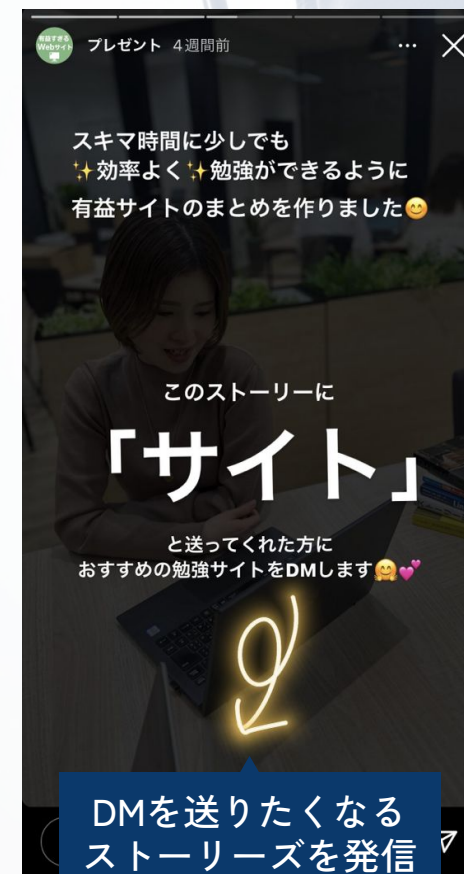 有益すぎる
Webサイト
プレゼント 4週間前
スキマ時間に少しでも
✨効率よく✨勉強ができるように
有益サイトのまとめを作りました😊
このストーリーに
「サイト」
と送ってくれた方に
おすすめの勉強サイトをDMします🤗💕
DMを送りたくなる
ストーリーズを発信